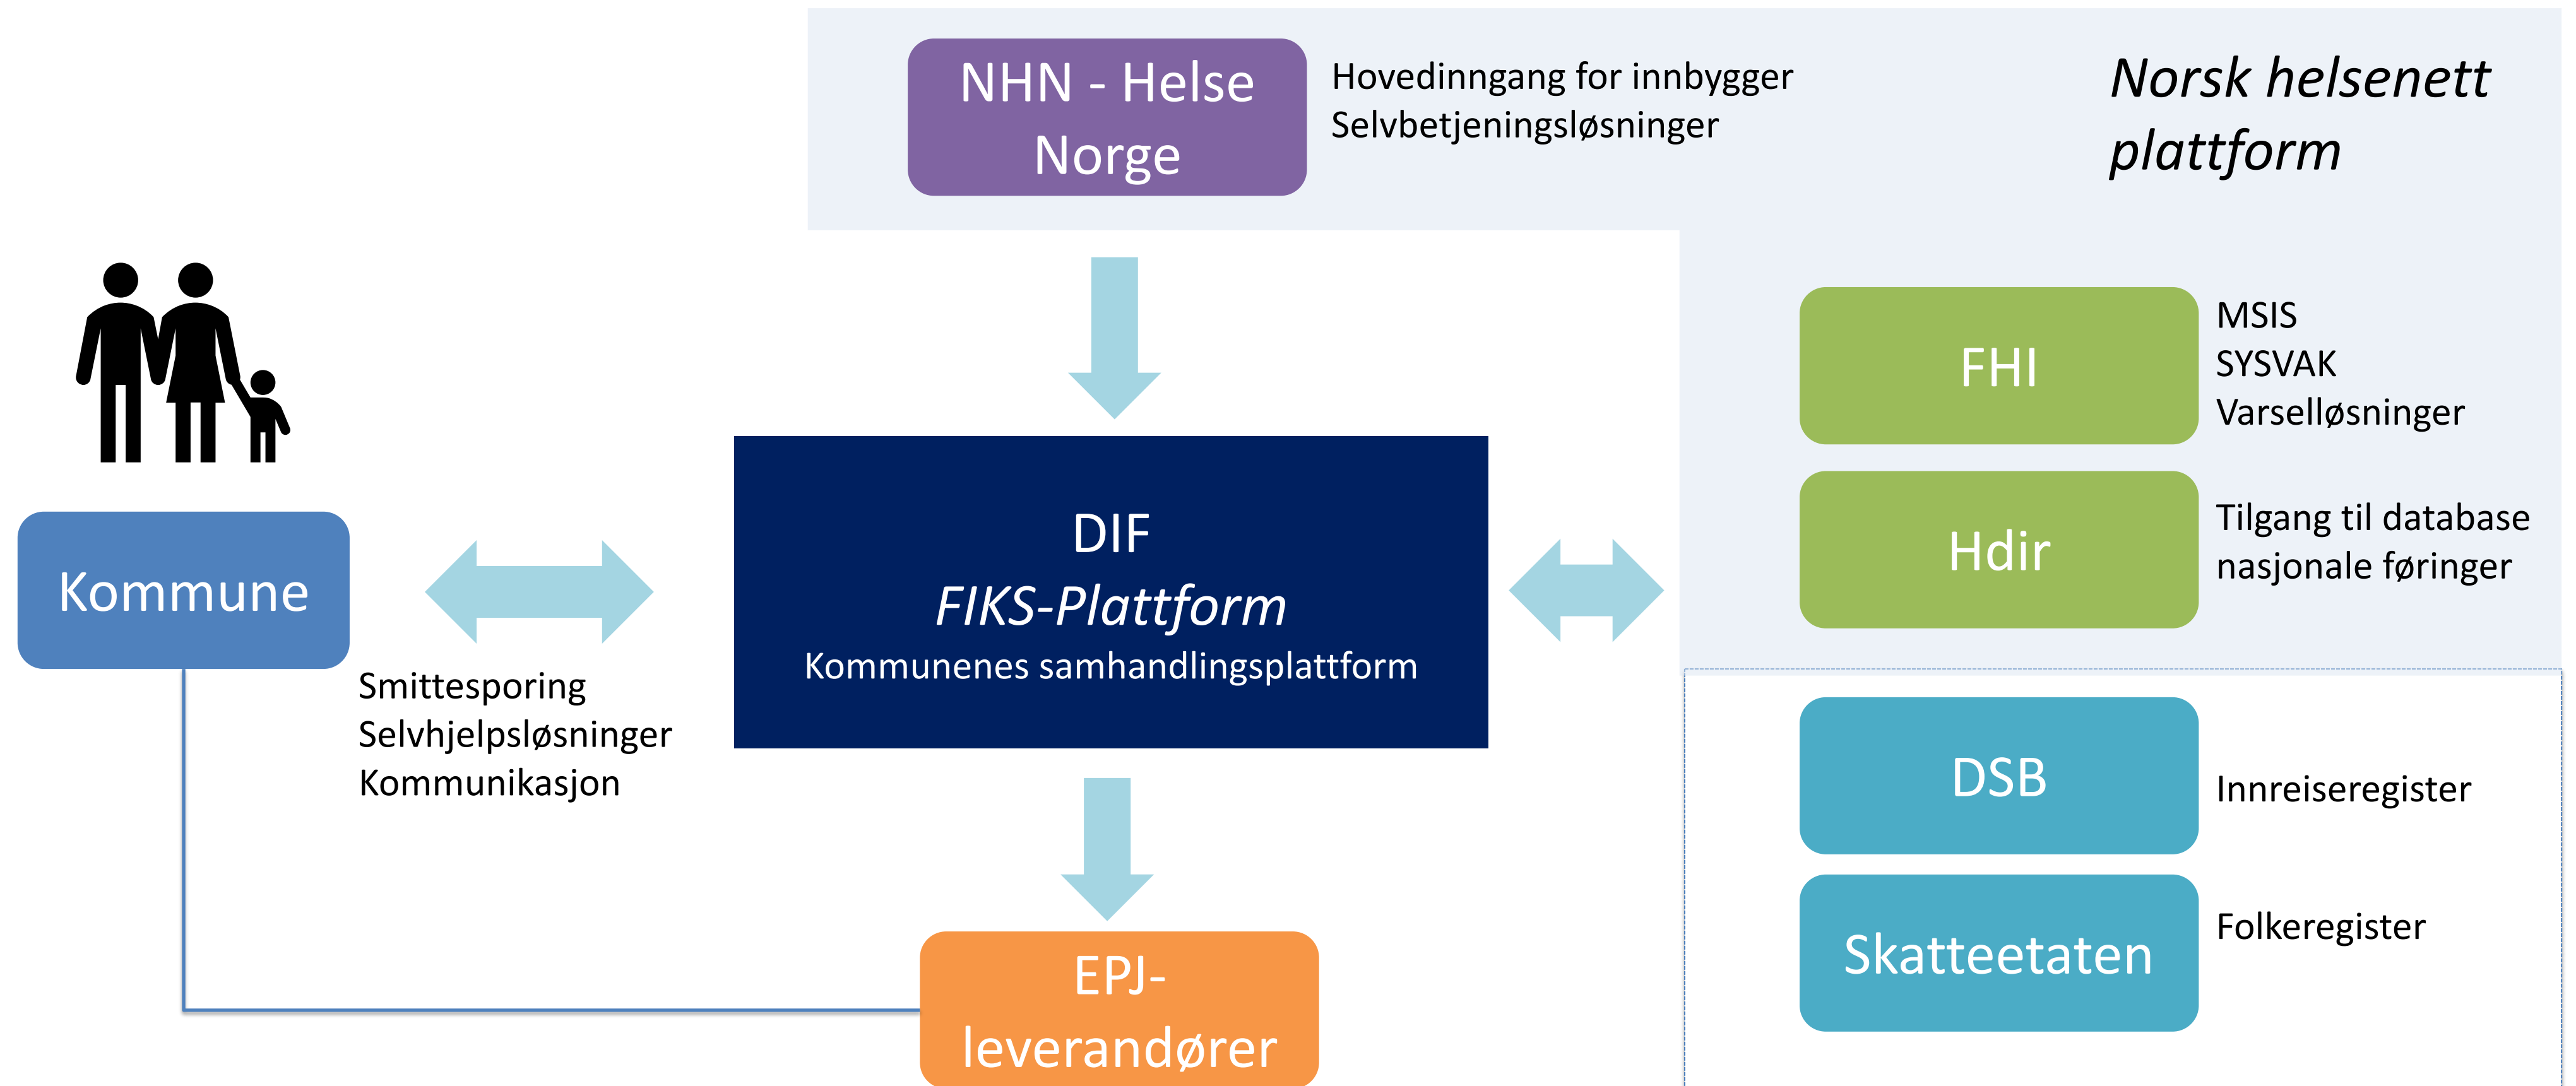 NHN - Helse
Norge
Hovedinngang for innbygger
Selvbetjeningsløsninger
Norsk helsenett
plattform
FHI
MSIS
SYSVAK
Varselløsninger
Hdir
Tilgang til database
nasjonale føringer
Kommune
Smittesporing
Selvhjelpsløsninger
Kommunikasjon
DIF
FIKS-Plattform
Kommunenes samhandlingsplattform
DSB
Innreiseregister
Skatteetaten
Folkeregister
EPJ-
leverandører